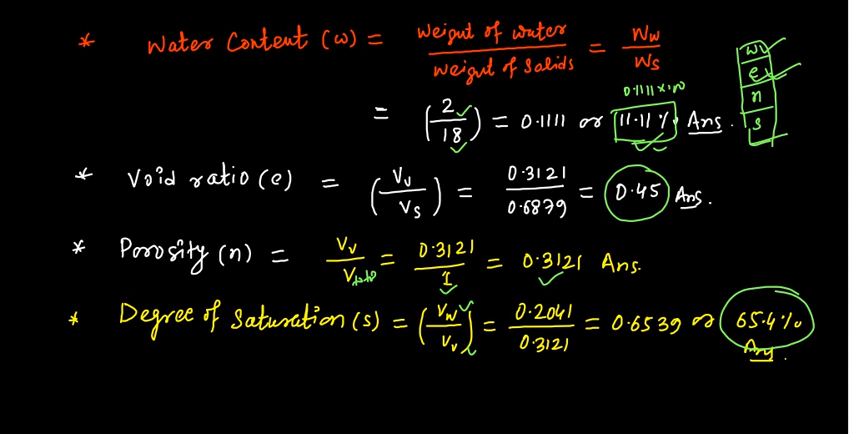 * Water Content (w) = Weight of water / Weight of Solids = Ww / Ws
0.1111 x 100
= (2 / 18) = 0.1111 or 11.11 % Ans.
w
e
n
s
* Void ratio (e) = (Vv / Vs) = 0.3121 / 0.6879 = 0.45 Ans.
* Porosity (n) = Vv / Vtotal = 0.3121 / 1 = 0.3121 Ans.
* Degree of Saturation (s) = (Vw / Vv) = 0.2041 / 0.3121 = 0.6539 or 65.4 %
Ans.